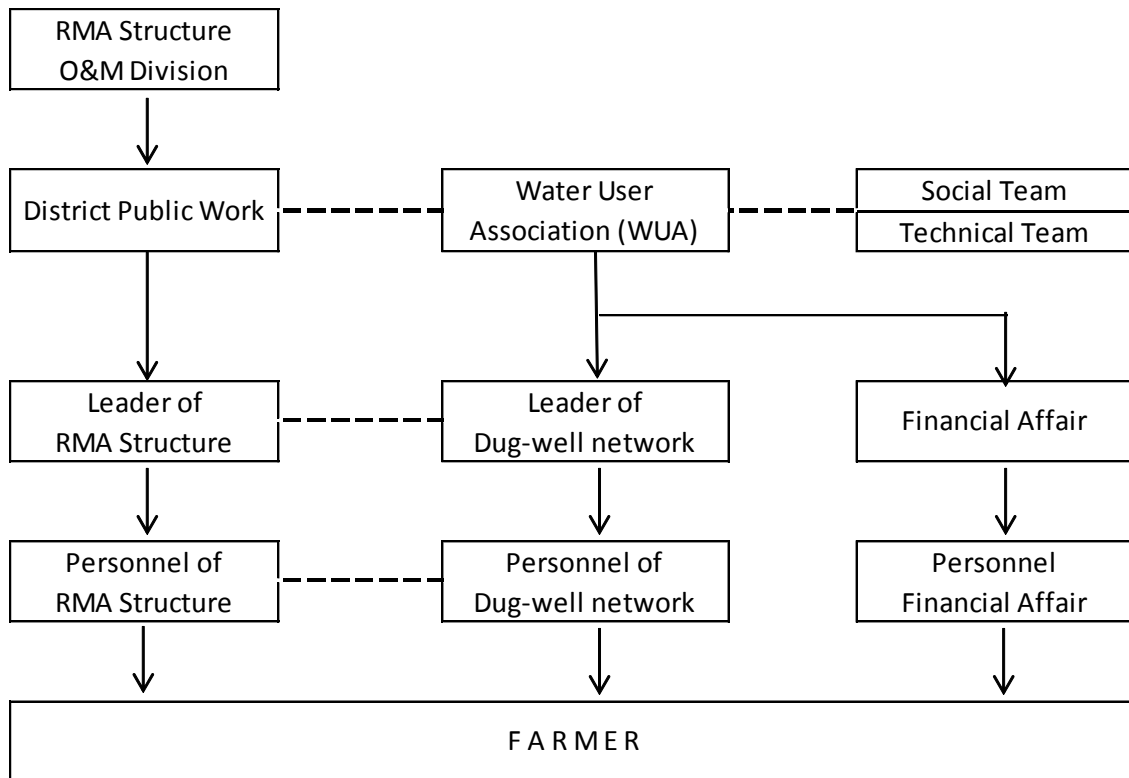 RMA Structure
O&M Division
District Public Work
Water User
Association (WUA)
Social Team
Technical Team
Leader of
RMA Structure
Leader of
Dug-well network
Financial Affair
Personnel of
RMA Structure
Personnel of
Dug-well network
Personnel
Financial Affair
F A R M E R